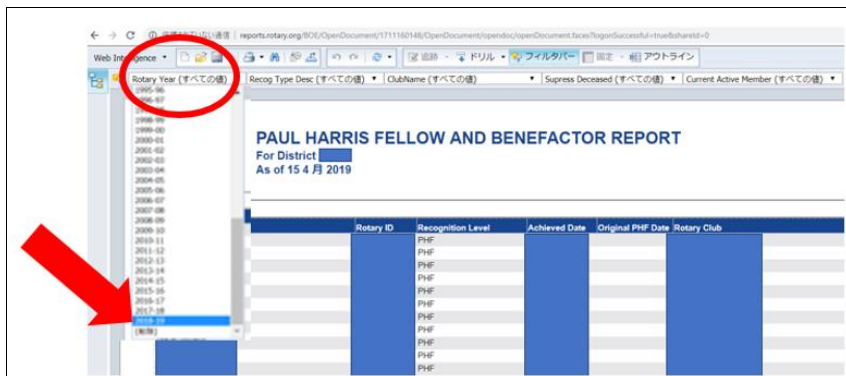 保護されていない通信 | reports.rotary.org/BOE/OpenDocument/1711160148/OpenDocument/opendoc/openDocument.faces?logonSuccessful=true&shareId=0
Web Intelligence 追跡 ドリル フィルタバー 固定 アウトライン
Rotary Year (すべての値) Recog Type Desc (すべての値) ClubName (すべての値) Supress Deceased (すべての値) Current Active Member (すべての値)
1995-96
1996-97
1998-99
1999-00
2000-01
2001-02
2002-03
2003-04
2004-05
2005-06
2006-07
2007-08
2008-09
2009-10
2010-11
2011-12
2012-13
2013-14
2014-15
2015-16
2016-17
2017-18
2018-19
[削除]
PAUL HARRIS FELLOW AND BENEFACTOR REPORT
For District
As of 15 4 月 2019
Rotary ID Recognition Level Achieved Date Original PHF Date Rotary Club
PHF
PHF
PHF
PHF
PHF
PHF
PHF
PHF
PHF
PHF
PHF